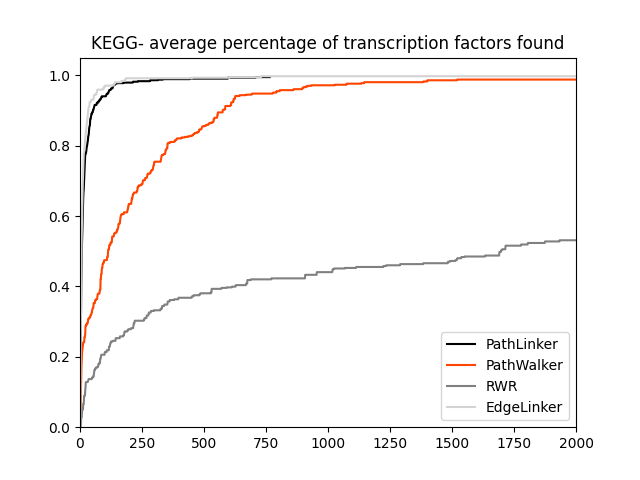 KEGG- average percentage of transcription factors found
1.0
0.8
0.6
0.4
0.2
0.0
0 250 500 750 1000 1250 1500 1750 2000
PathLinker
PathWalker
RWR
EdgeLinker